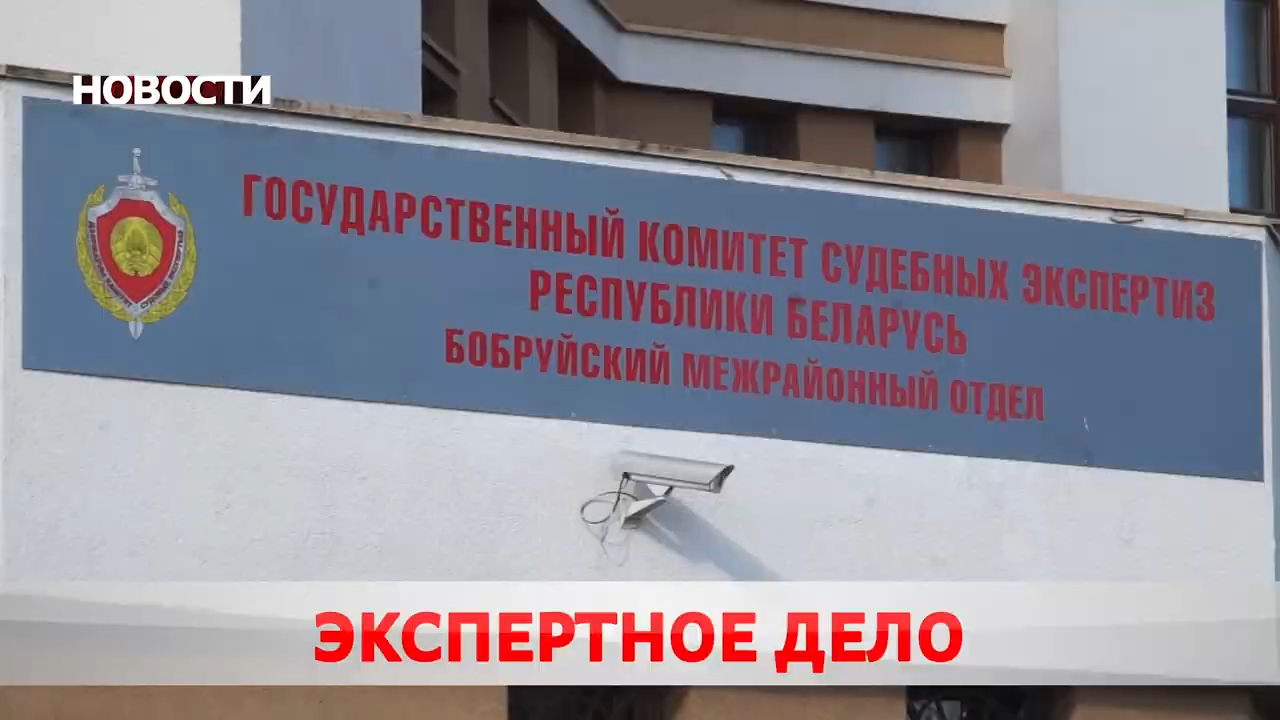 НОВОСТИ
ГОСУДАРСТВЕННЫЙ КОМИТЕТ СУДЕБНЫХ ЭКСПЕРТИЗ
РЕСПУБЛИКИ БЕЛАРУСЬ
БОБРУЙСКИЙ МЕЖРАЙОННЫЙ ОТДЕЛ
ЭКСПЕРТНОЕ ДЕЛО